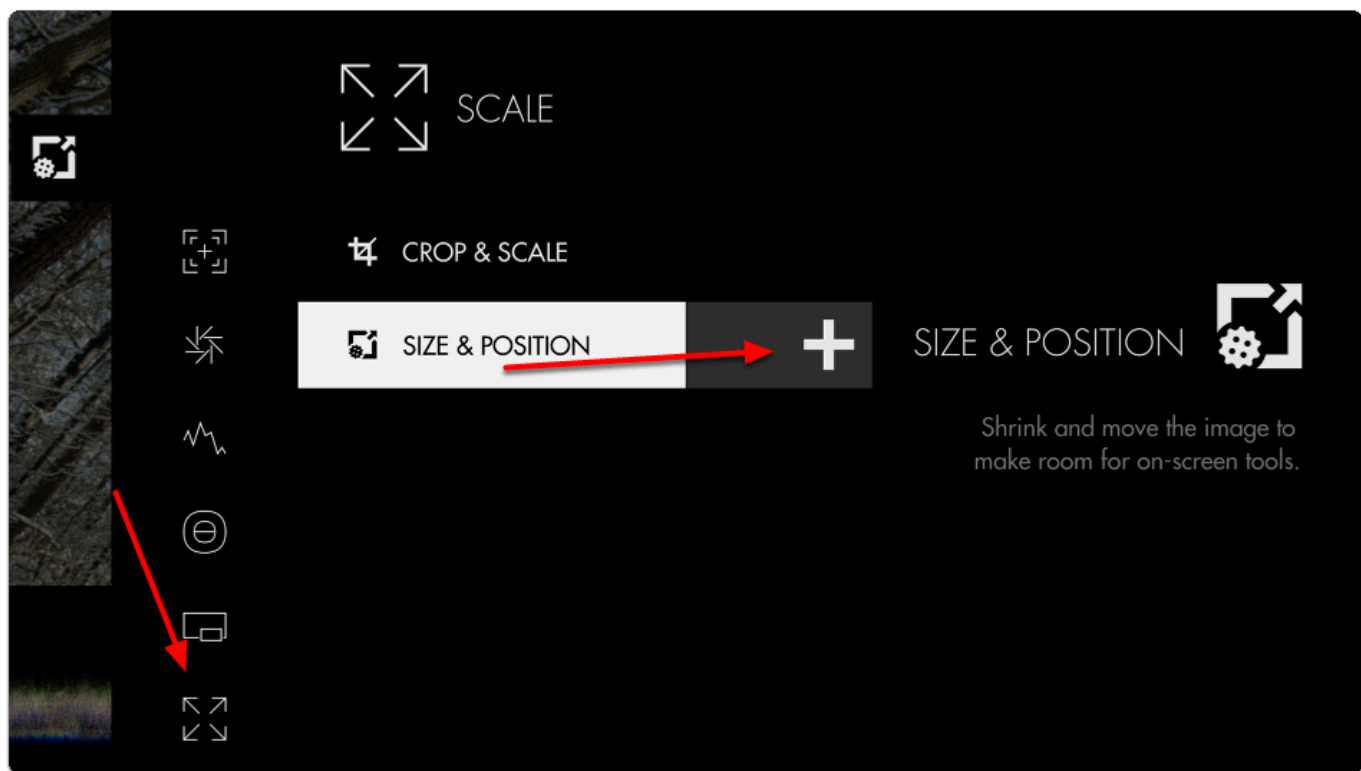 SCALE
CROP & SCALE
SIZE & POSITION
SIZE & POSITION
Shrink and move the image to
make room for on-screen tools.